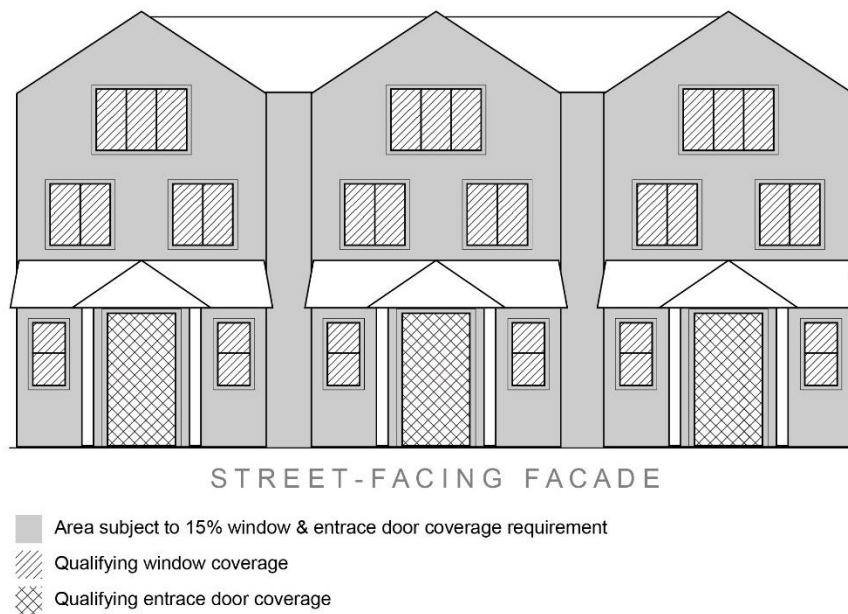 STREET-FACING FACADE
Area subject to 15% window & entrace door coverage requirement
Qualifying window coverage
Qualifying entrace door coverage